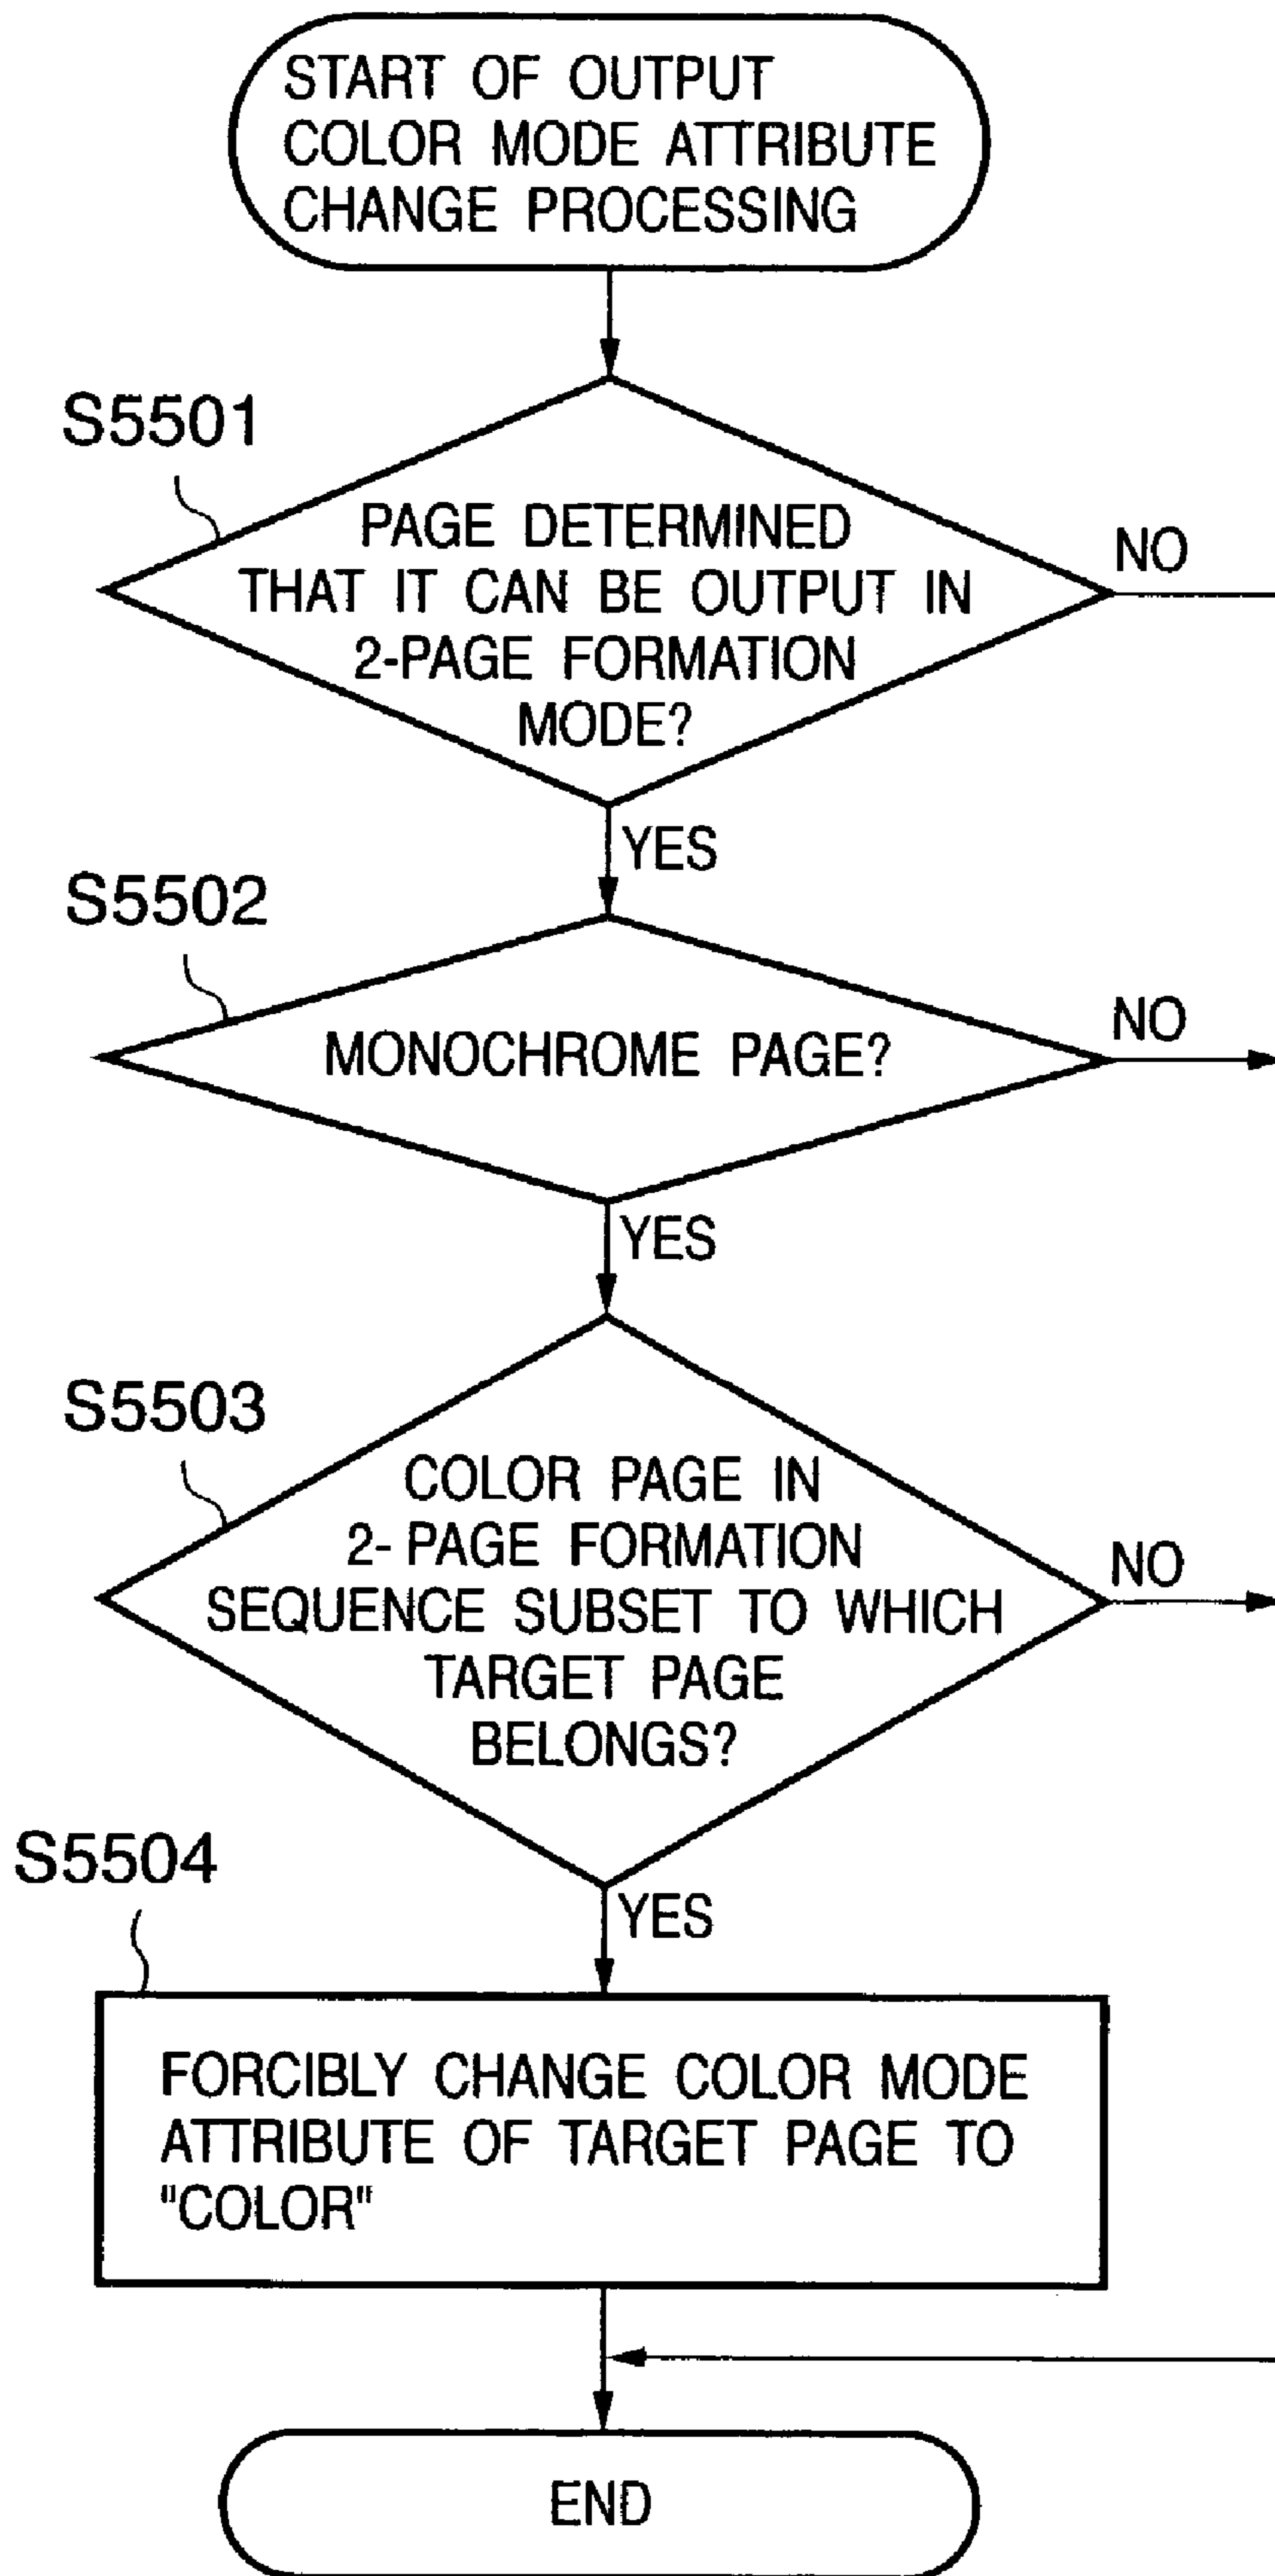 START OF OUTPUT
COLOR MODE ATTRIBUTE
CHANGE PROCESSING
S5501
PAGE DETERMINED
THAT IT CAN BE OUTPUT IN
2-PAGE FORMATION
MODE?
NO
YES
S5502
MONOCHROME PAGE?
NO
YES
S5503
COLOR PAGE IN
2- PAGE FORMATION
SEQUENCE SUBSET TO WHICH
TARGET PAGE
BELONGS?
NO
YES
S5504
FORCIBLY CHANGE COLOR MODE
ATTRIBUTE OF TARGET PAGE TO
"COLOR"
END